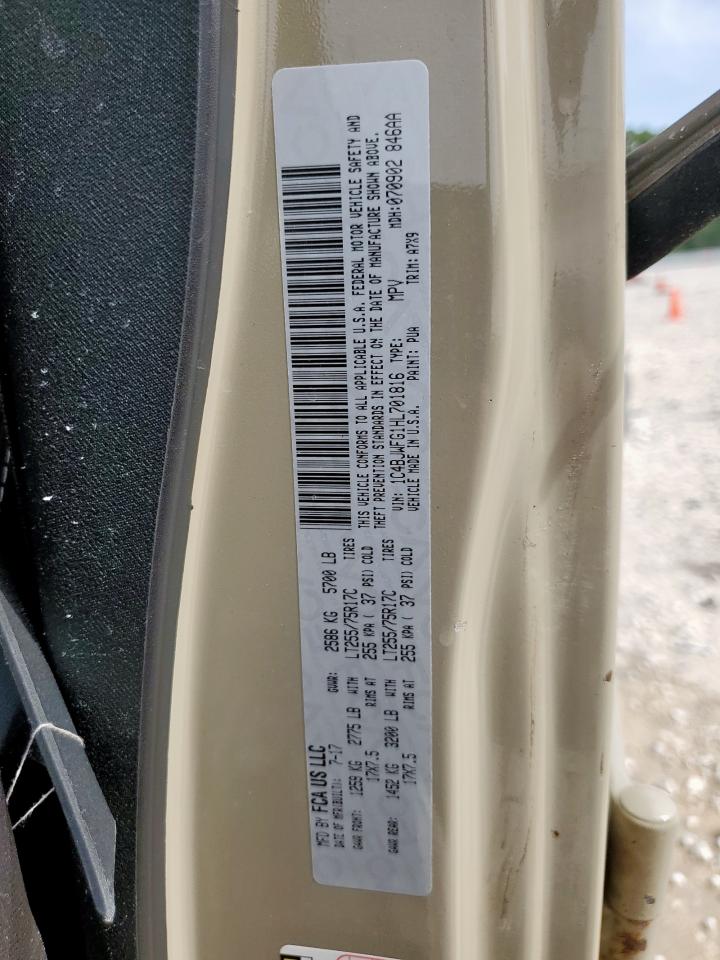 MFD BY FCA US LLC
DATE OF MFR(BUILT): 7-17 GVWR: 2586 KG 5700 LB
GAWR FRONT: 1259 KG 2775 LB WITH LT255/75R17C TIRES
17X7.5 RIMS AT 255 KPA ( 37 PSI) COLD
GAWR REAR: 1452 KG 3200 LB WITH LT255/75R17C TIRES
17X7.5 RIMS AT 255 KPA ( 37 PSI) COLD
THIS VEHICLE CONFORMS TO ALL APPLICABLE U.S.A. FEDERAL MOTOR VEHICLE SAFETY AND
THEFT PREVENTION STANDARDS IN EFFECT ON THE DATE OF MANUFACTURE SHOWN ABOVE.
VIN: 1C4BJWFG1HL701816 TYPE: MPV MDH:070902 846AA
VEHICLE MADE IN U.S.A. PAINT: PUA TRIM: A7X9